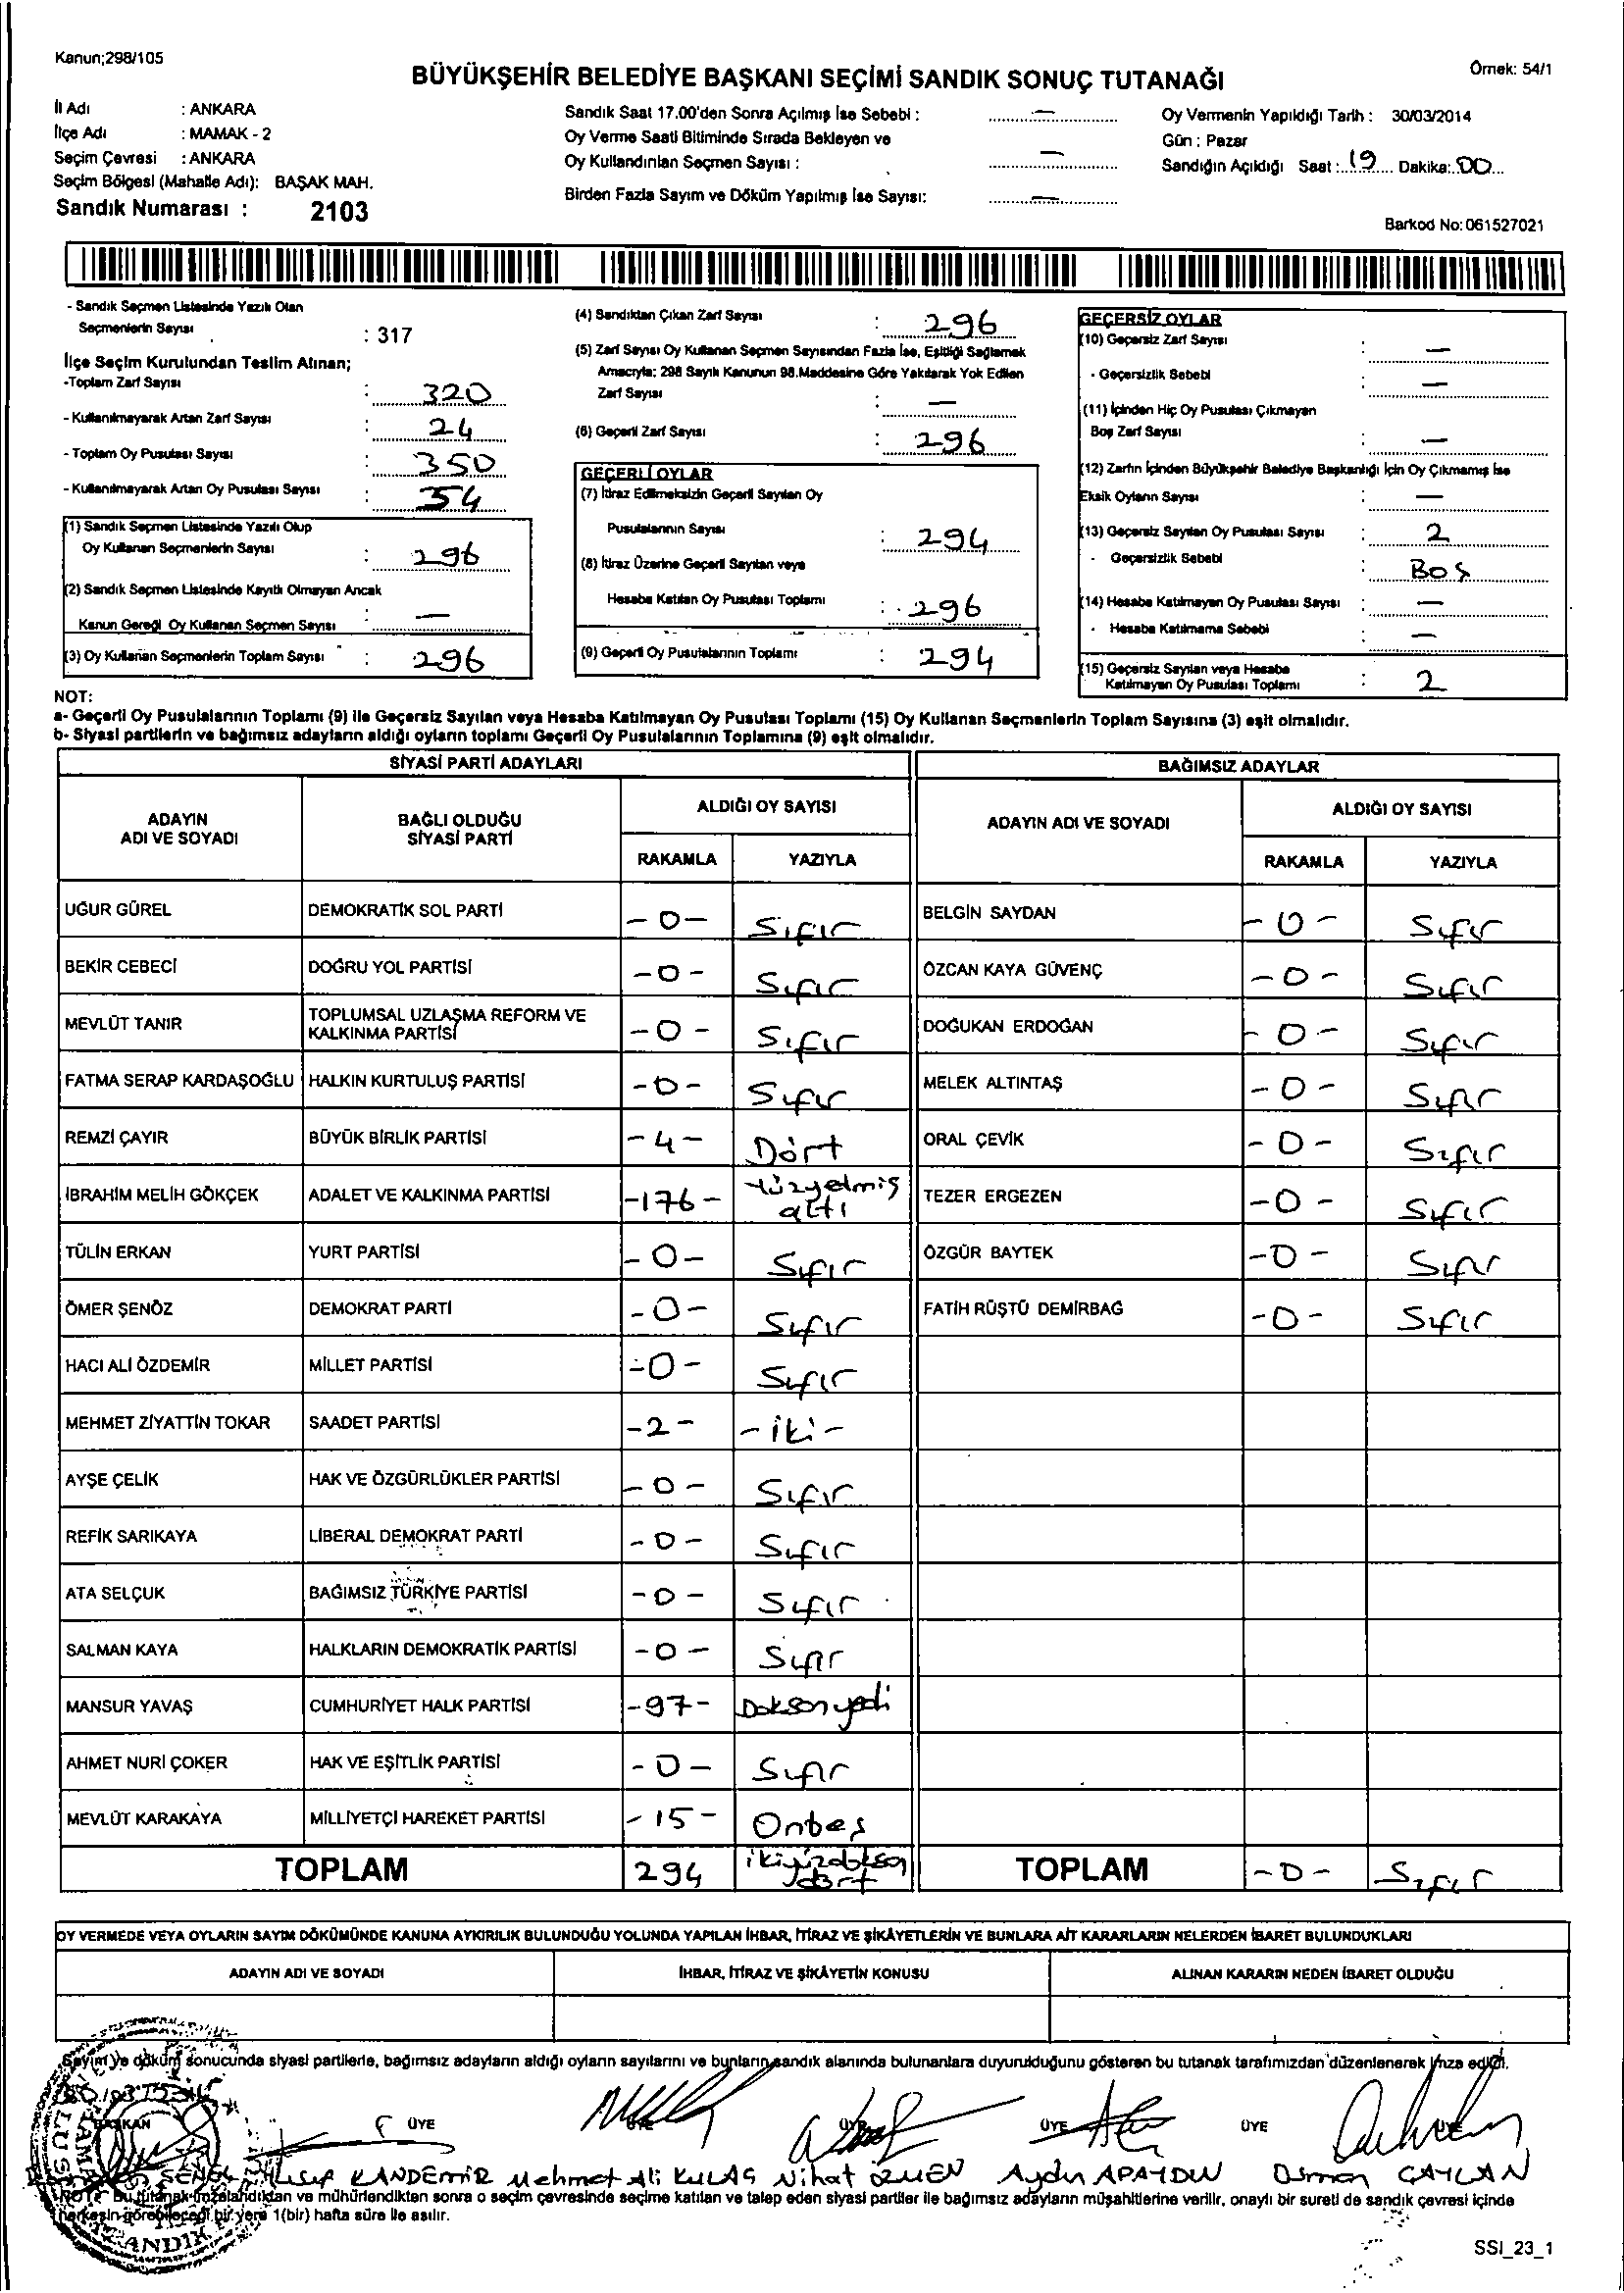 Kanun;298/105
Örnek: 54/1
BÜYÜKŞEHİR BELEDİYE BAŞKANI SEÇİMİ SANDIK SONUÇ TUTANAĞI
İl Adı : ANKARA
İlçe Adı : MAMAK - 2
Seçim Çevresi : ANKARA
Seçim Bölgesi (Mahalle Adı): BAŞAK MAH.
Sandık Numarası : 2103
Sandık Saat 17.00'den Sonra Açılmış İse Sebebi : —
Oy Verme Saati Bitiminde Sırada Bekleyen ve
Oy Kullandırılan Seçmen Sayısı : —
Birden Fazla Sayım ve Döküm Yapılmış İse Sayısı: —
Oy Vermenin Yapıldığı Tarih : 30/03/2014
Gün : Pazar
Sandığın Açıldığı Saat : 19 Dakika: 00
Barkod No: 061527021
- Sandık Seçmen Listesinde Yazılı Olan
Seçmenlerin Sayısı : 317
İlçe Seçim Kurulundan Teslim Alınan;
-Toplam Zarf Sayısı : 320
- Kullanılmayarak Artan Zarf Sayısı : 24
- Toplam Oy Pusulası Sayısı : 350
- Kullanılmayarak Artan Oy Pusulası Sayısı : 54
(1) Sandık Seçmen Listesinde Yazılı Olup
Oy Kullanan Seçmenlerin Sayısı : 296
(2) Sandık Seçmen Listesinde Kayıtlı Olmayan Ancak
Kanun Gereği Oy Kullanan Seçmen Sayısı : —
(3) Oy Kullanan Seçmenlerin Toplam Sayısı : 296
(4) Sandıktan Çıkan Zarf Sayısı : 296
(5) Zarf Sayısı Oy Kullanan Seçmen Sayısından Fazla İse, Eşitliği Sağlamak
Amacıyla; 298 Sayılı Kanunun 98.Maddesine Göre Yakılarak Yok Edilen
Zarf Sayısı : —
(6) Geçerli Zarf Sayısı : 296
GEÇERLİ OYLAR
(7) İtiraz Edilmeksizin Geçerli Sayılan Oy
Pusulalarının Sayısı : 294
(8) İtiraz Üzerine Geçerli Sayılan veya
Hesaba Katılan Oy Pusulası Toplamı : 296
(9) Geçerli Oy Pusulalarının Toplamı : 294
GEÇERSİZ OYLAR
(10) Geçersiz Zarf Sayısı : —
- Geçersizlik Sebebi : —
(11) İçinden Hiç Oy Pusulası Çıkmayan
Boş Zarf Sayısı : —
(12) Zarfın İçinden Büyükşehir Belediye Başkanlığı İçin Oy Çıkmamış İse
Eksik Oyların Sayısı : —
(13) Geçersiz Sayılan Oy Pusulası Sayısı : 2
- Geçersizlik Sebebi : BOŞ
(14) Hesaba Katılmayan Oy Pusulası Sayısı : —
- Hesaba Katılmama Sebebi : —
(15) Geçersiz Sayılan veya Hesaba
Katılmayan Oy Pusulası Toplamı : 2
NOT:
a- Geçerli Oy Pusulalarının Toplamı (9) ile Geçersiz Sayılan veya Hesaba Katılmayan Oy Pusulası Toplamı (15) Oy Kullanan Seçmenlerin Toplam Sayısına (3) eşit olmalıdır.
b- Siyasi partilerin ve bağımsız adayların aldığı oyların toplamı Geçerli Oy Pusulalarının Toplamına (9) eşit olmalıdır.
SİYASİ PARTİ ADAYLARI
ADAYIN ADI VE SOYADI BAĞLI OLDUĞU SİYASİ PARTİ ALDIĞI OY SAYISI
RAKAMLA YAZIYLA
UĞUR GÜREL DEMOKRATİK SOL PARTİ - 0 - Sıfır
BEKİR CEBECİ DOĞRU YOL PARTİSİ - 0 - Sıfır
MEVLÜT TANIR TOPLUMSAL UZLAŞMA REFORM VE KALKINMA PARTİSİ - 0 - Sıfır
FATMA SERAP KARDAŞOĞLU HALKIN KURTULUŞ PARTİSİ - 0 - Sıfır
REMZİ ÇAYIR BÜYÜK BİRLİK PARTİSİ - 4 - Dört
İBRAHİM MELİH GÖKÇEK ADALET VE KALKINMA PARTİSİ - 176 - Yüzyetmiş altı
TÜLİN ERKAN YURT PARTİSİ - 0 - Sıfır
ÖMER ŞENÖZ DEMOKRAT PARTİ - 0 - Sıfır
HACI ALİ ÖZDEMİR MİLLET PARTİSİ - 0 - Sıfır
MEHMET ZİYATTİN TOKAR SAADET PARTİSİ - 2 - - iki -
AYŞE ÇELİK HAK VE ÖZGÜRLÜKLER PARTİSİ - 0 - Sıfır
REFİK SARIKAYA LİBERAL DEMOKRAT PARTİ - 0 - Sıfır
ATA SELÇUK BAĞIMSIZ TÜRKİYE PARTİSİ - 0 - Sıfır
SALMAN KAYA HALKLARIN DEMOKRATİK PARTİSİ - 0 - Sıfır
MANSUR YAVAŞ CUMHURİYET HALK PARTİSİ - 97 - Doksan yedi
AHMET NURİ ÇOKER HAK VE EŞİTLİK PARTİSİ - 0 - Sıfır
MEVLÜT KARAKAYA MİLLİYETÇİ HAREKET PARTİSİ - 15 - Onbeş
TOPLAM 294 ikiyüzdoksan dört
BAĞIMSIZ ADAYLAR
ADAYIN ADI VE SOYADI ALDIĞI OY SAYISI
RAKAMLA YAZIYLA
BELGİN SAYDAN - 0 - Sıfır
ÖZCAN KAYA GÜVENÇ - 0 - Sıfır
DOĞUKAN ERDOĞAN - 0 - Sıfır
MELEK ALTINTAŞ - 0 - Sıfır
ORAL ÇEVİK - 0 - Sıfır
TEZER ERGEZEN - 0 - Sıfır
ÖZGÜR BAYTEK - 0 - Sıfır
FATİH RÜŞTÜ DEMİRBAĞ - 0 - Sıfır
TOPLAM - 0 - Sıfır
OY VERMEDE VEYA OYLARIN SAYIM DÖKÜMÜNDE KANUNA AYKIRILIK BULUNDUĞU YOLUNDA YAPILAN İHBAR, İTİRAZ VE ŞİKÂYETLERİN VE BUNLARA AİT KARARLARIN NELERDEN İBARET BULUNDUKLARI
ADAYIN ADI VE SOYADI İHBAR, İTİRAZ VE ŞİKÂYETİN KONUSU ALINAN KARARIN NEDEN İBARET OLDUĞU
Sayım ve döküm sonucunda siyasi partilerle, bağımsız adayların aldığı oyların sayılarını ve bunların sandık alanında bulunanlara duyurulduğunu gösteren bu tutanak tarafımızdan düzenlenerek imza edildi.
BAŞKAN ÜYE ÜYE ÜYE ÜYE ÜYE
KANDEMİR Mehmet Ali KULAG Nihat ÖZMEN Aydın APAYDIN Osman CAYLAN
NOT: Bu tutanak imzalandıktan ve mühürlendikten sonra o seçim çevresinde seçime katılan ve talep eden siyasi partiler ile bağımsız adayların müşahitlerine verilir, onaylı bir sureti de sandık çevresi içinde
herkesin görebileceği bir yere 1(bir) hafta süre ile asılır.
SSI_23_1